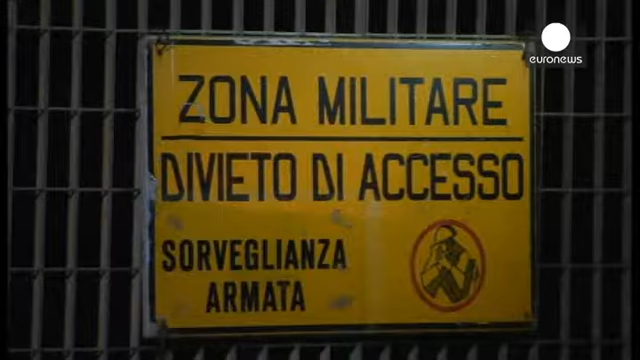 euronews
ZONA MILITARE
DIVIETO DI ACCESSO
SORVEGLIANZA
ARMATA